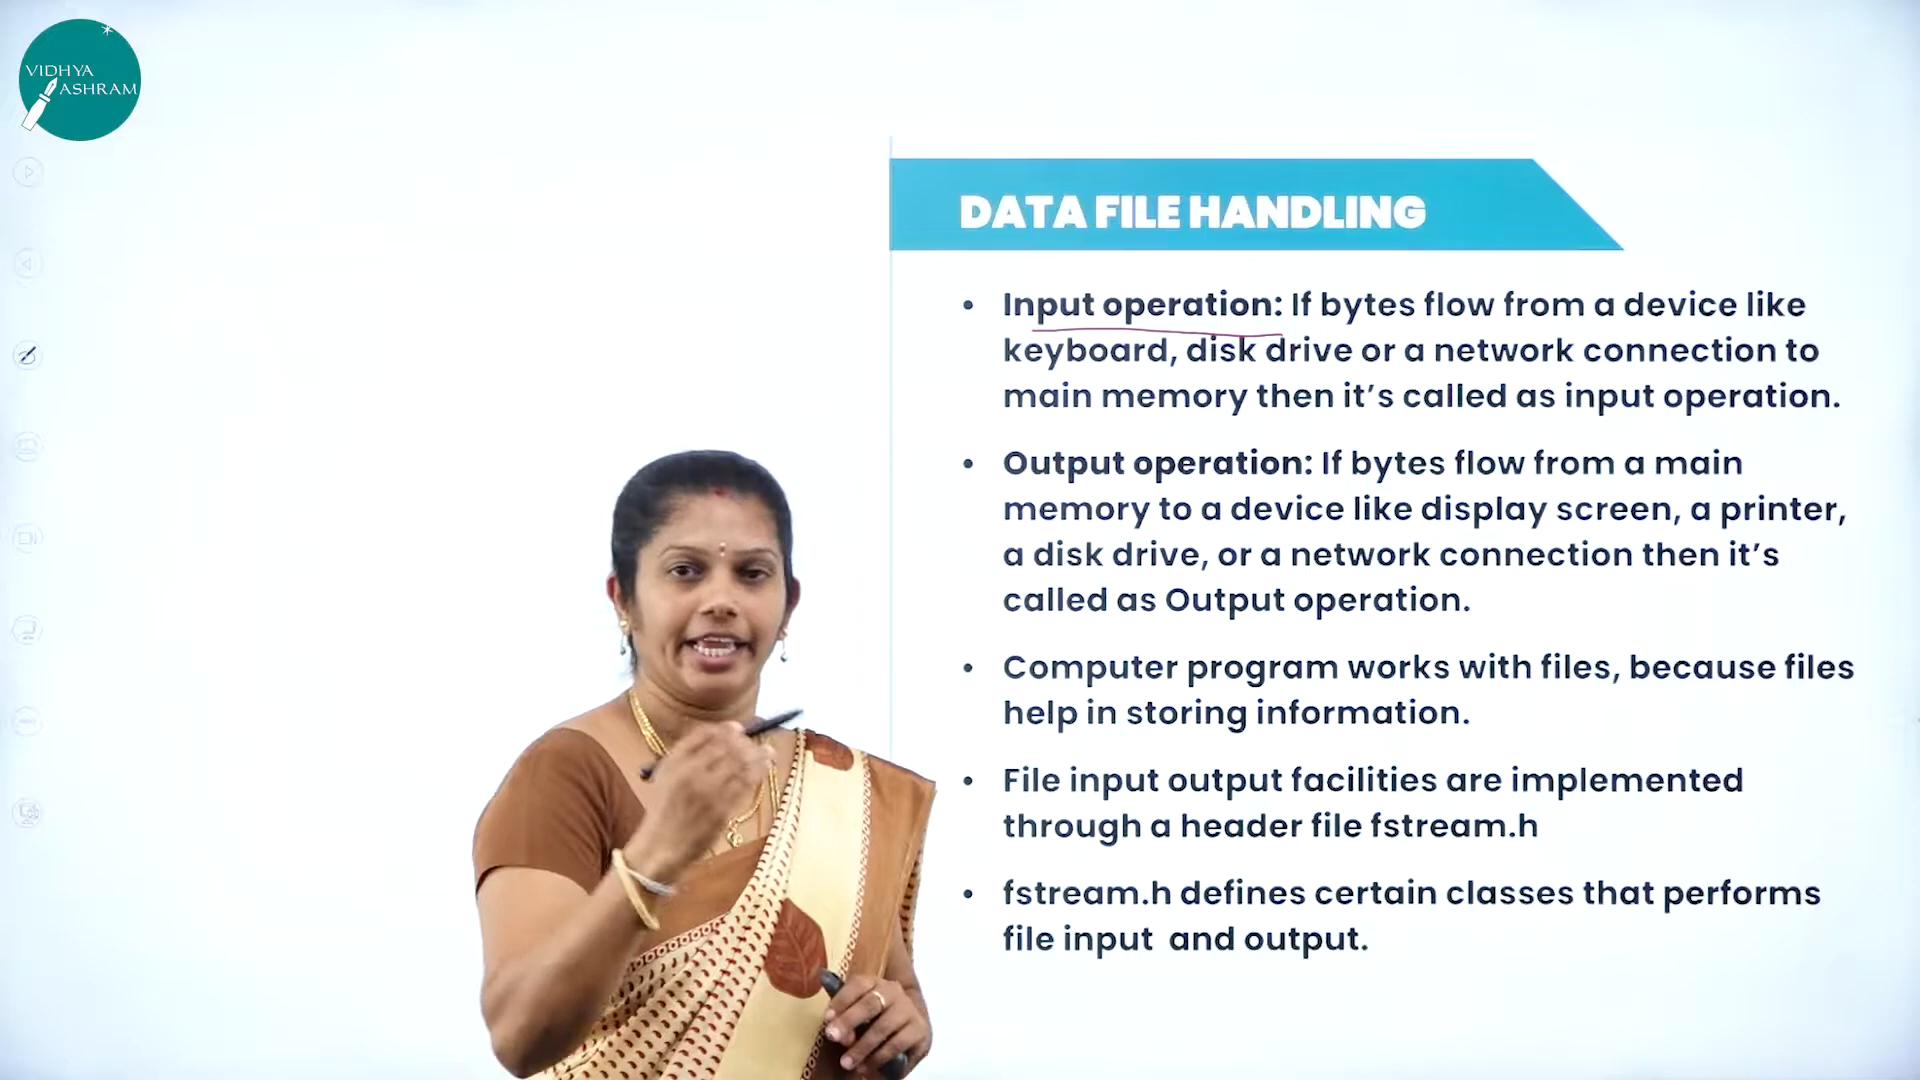 VIDHYA
ASHRAM
DATA FILE HANDLING
• Input operation: If bytes flow from a device like
keyboard, disk drive or a network connection to
main memory then it’s called as input operation.
• Output operation: If bytes flow from a main
memory to a device like display screen, a printer,
a disk drive, or a network connection then it’s
called as Output operation.
• Computer program works with files, because files
help in storing information.
• File input output facilities are implemented
through a header file fstream.h
• fstream.h defines certain classes that performs
file input and output.